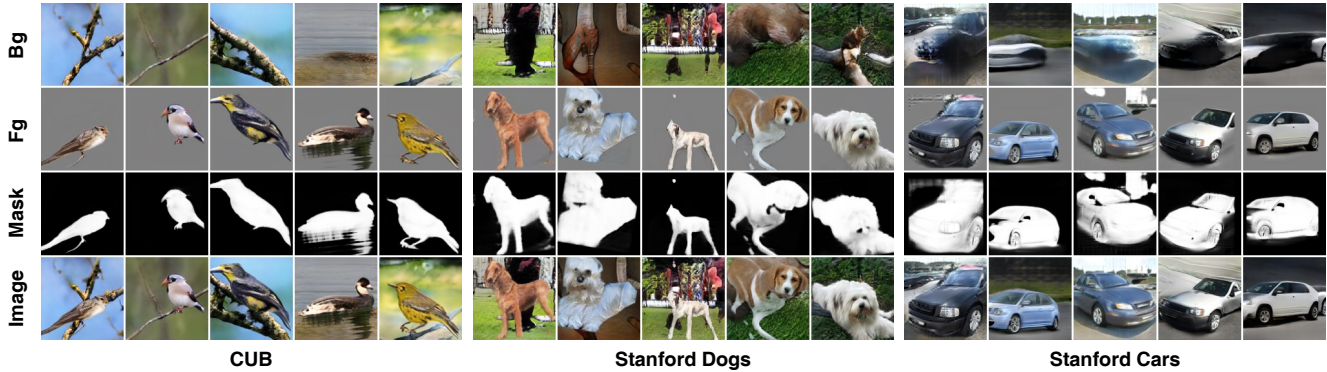 Bg
Fg
Mask
Image
CUB
Stanford Dogs
Stanford Cars